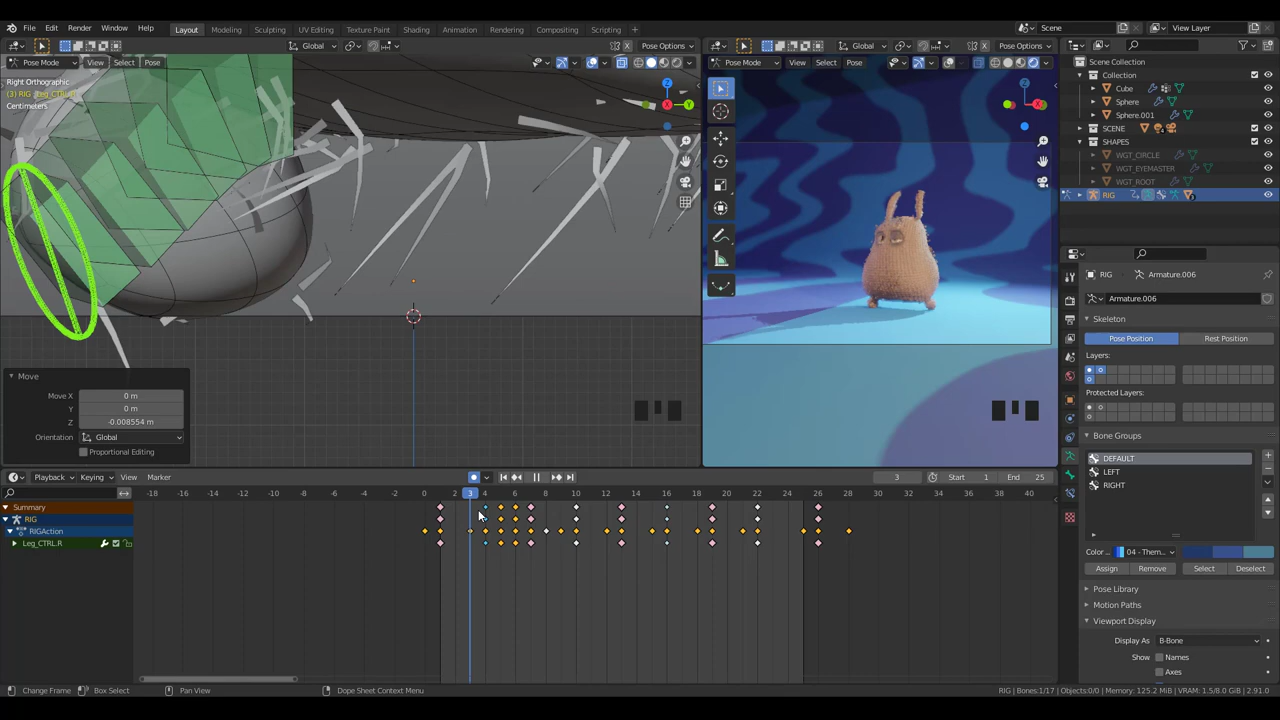 File Edit Render Window Help
Layout Modeling Sculpting UV Editing Texture Paint Shading Animation Rendering Compositing Scripting
Scene
View Layer
Global
Pose Options
Global
Pose Options
Pose Mode View Select Pose
Pose Mode View Select Pose
Right Orthographic
(3) RIG : Leg_CTRL.R
Centimeters
Scene Collection
Collection
Cube
Sphere
Sphere.001
SCENE
SHAPES
WGT_CIRCLE
WGT_EYEMASTER
WGT_ROOT
RIG
RIG
Armature.006
Armature.006
Skeleton
Pose Position Rest Position
Layers:
Protected Layers:
Bone Groups
DEFAULT
LEFT
RIGHT
Color ... 04 - Them...
Assign Remove Select Deselect
Pose Library
Motion Paths
Viewport Display
Display As B-Bone
Show Names
Axes
Move
Move X 0 m
Y 0 m
Z -0.008554 m
Orientation Global
Proportional Editing
X
Y
Z
X
Z
Playback Keying View Marker
3
Start 1
End 25
-18 -16 -14 -12 -10 -8 -6 -4 -2 0 2 3 4 6 8 10 12 14 16 18 20 22 24 26 28 30 32 34 36 38 40
Summary
RIG
RIGAction
Leg_CTRL.R
Change Frame Box Select Pan View Dope Sheet Context Menu
RIG | Bones:1/17 | Objects:0/0 | Memory: 125.2 MiB | VRAM: 1.5/8.0 GiB | 2.91.0